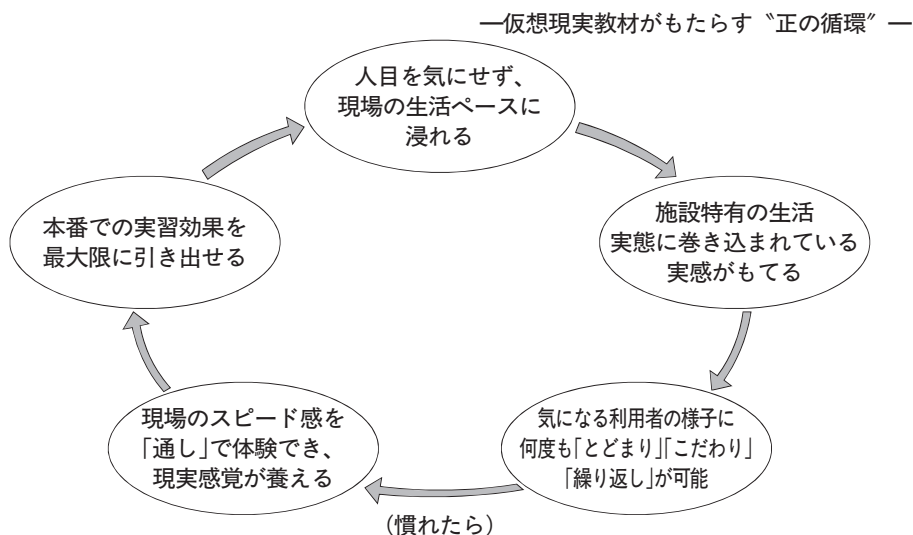 ―仮想現実教材がもたらす〝正の循環〟―
人目を気にせず、
現場の生活ペースに
浸れる
施設特有の生活
実態に巻き込まれている
実感がもてる
気になる利用者の様子に
何度も「とどまり」「こだわり」
「繰り返し」が可能
(慣れたら)
現場のスピード感を
「通し」で体験でき、
現実感覚が養える
本番での実習効果を
最大限に引き出せる